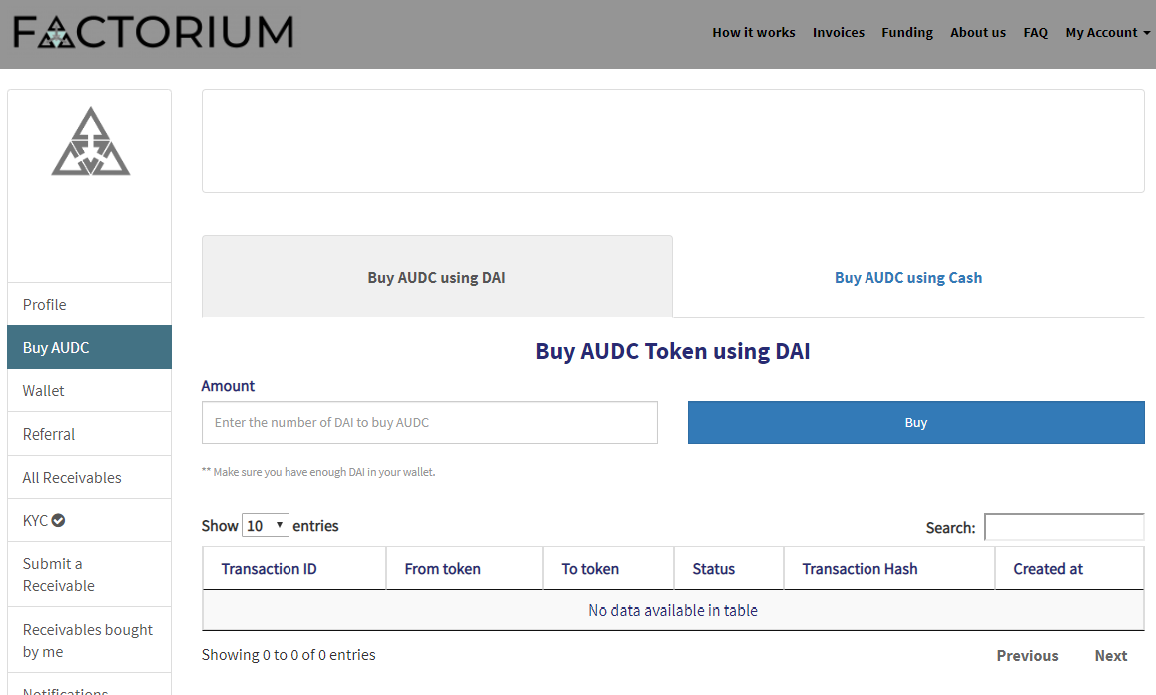 FACTORIUM
How it works Invoices Funding About us FAQ My Account
Profile
Buy AUDC
Wallet
Referral
All Receivables
KYC
Submit a
Receivable
Receivables bought
by me
Notifications
Buy AUDC using DAI Buy AUDC using Cash
Buy AUDC Token using DAI
Amount
Enter the number of DAI to buy AUDC Buy
** Make sure you have enough DAI in your wallet.
Show 10 entries Search:
Transaction ID From token To token Status Transaction Hash Created at
No data available in table
Showing 0 to 0 of 0 entries Previous Next